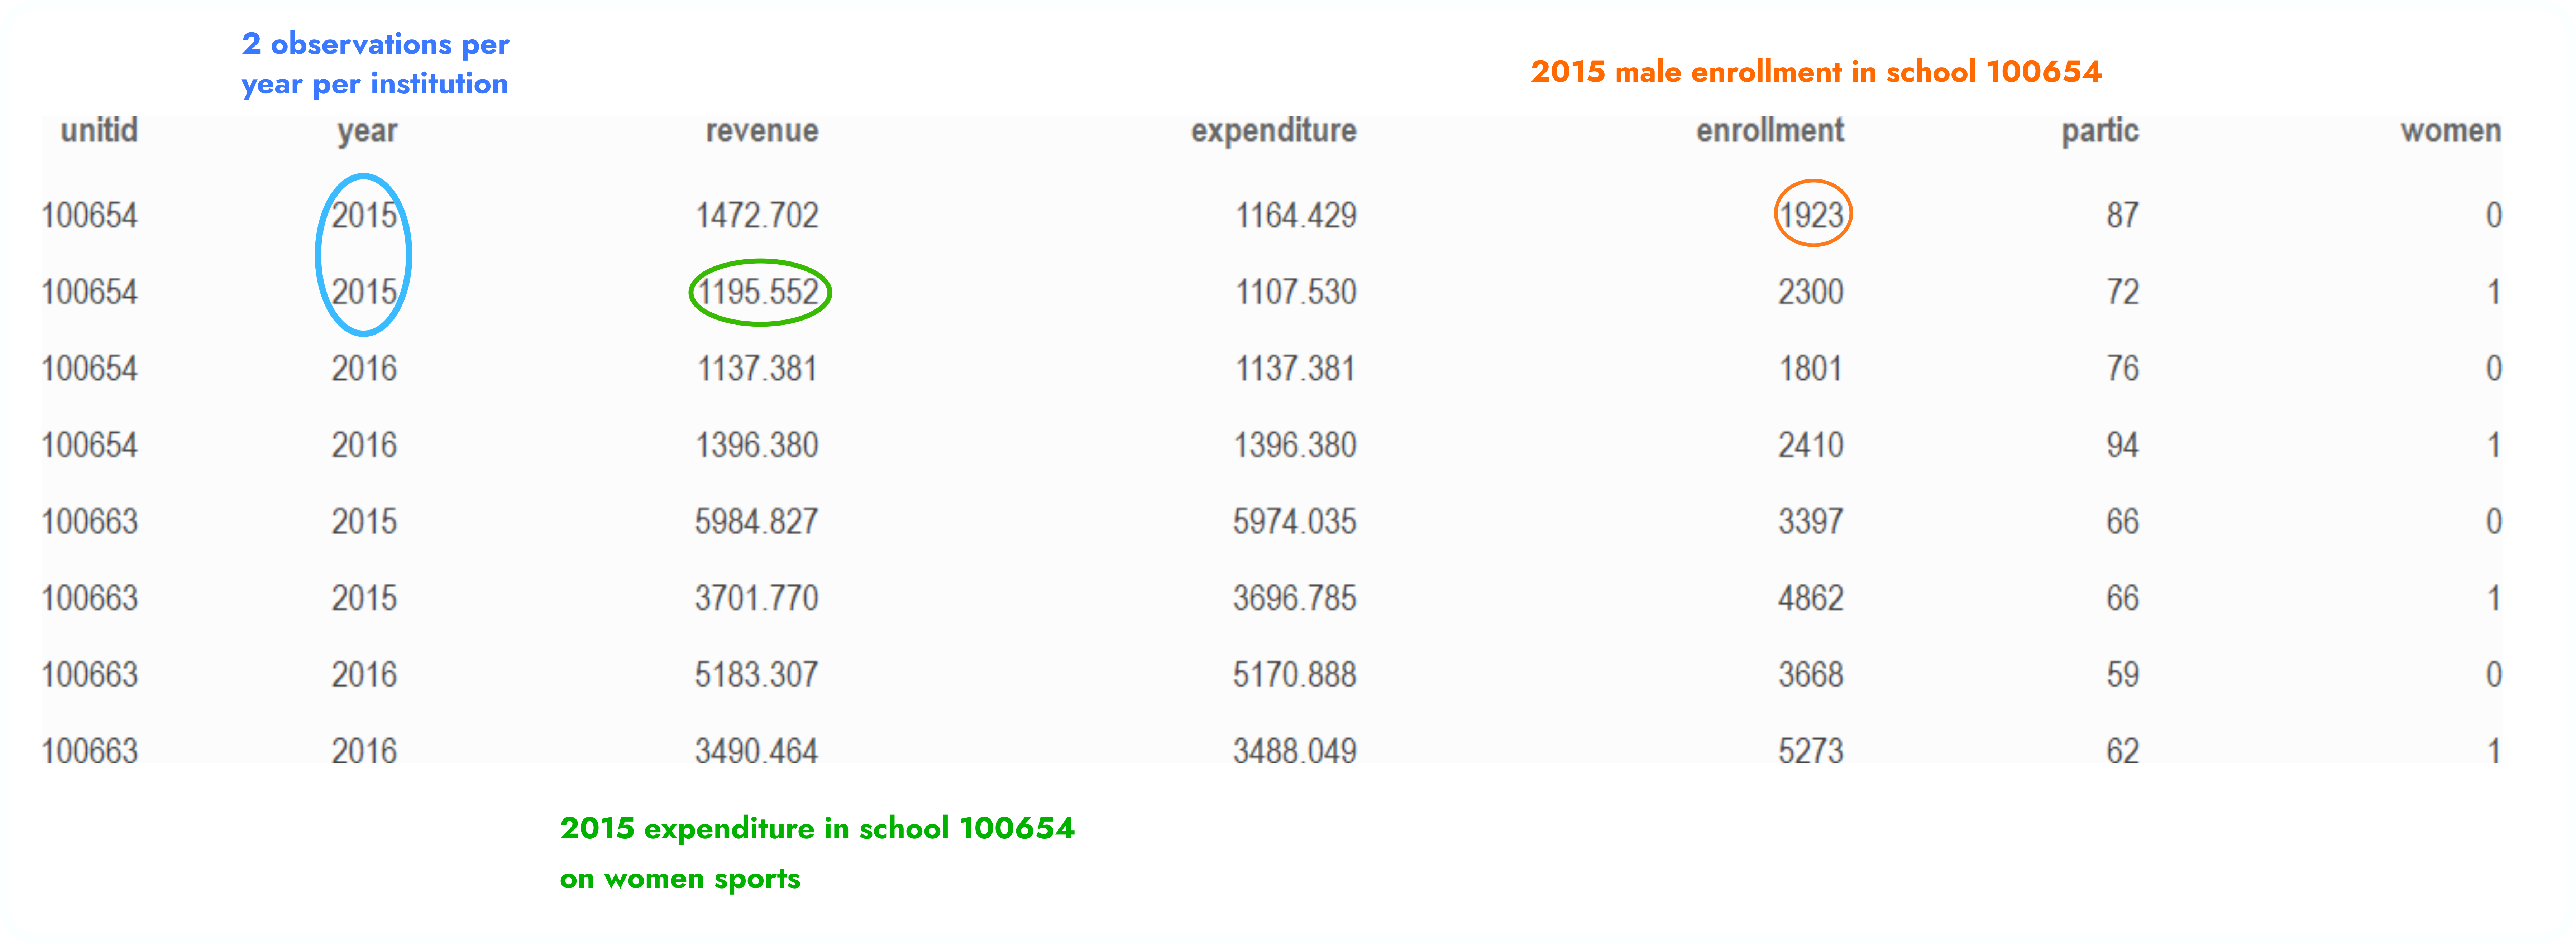 2 observations per
year per institution
2015 male enrollment in school 100654
unitid year revenue expenditure enrollment partic women
100654 2015 1472.702 1164.429 1923 87 0
100654 2015 1195.552 1107.530 2300 72 1
100654 2016 1137.381 1137.381 1801 76 0
100654 2016 1396.380 1396.380 2410 94 1
100663 2015 5984.827 5974.035 3397 66 0
100663 2015 3701.770 3696.785 4862 66 1
100663 2016 5183.307 5170.888 3668 59 0
100663 2016 3490.464 3488.049 5273 62 1
2015 expenditure in school 100654
on women sports